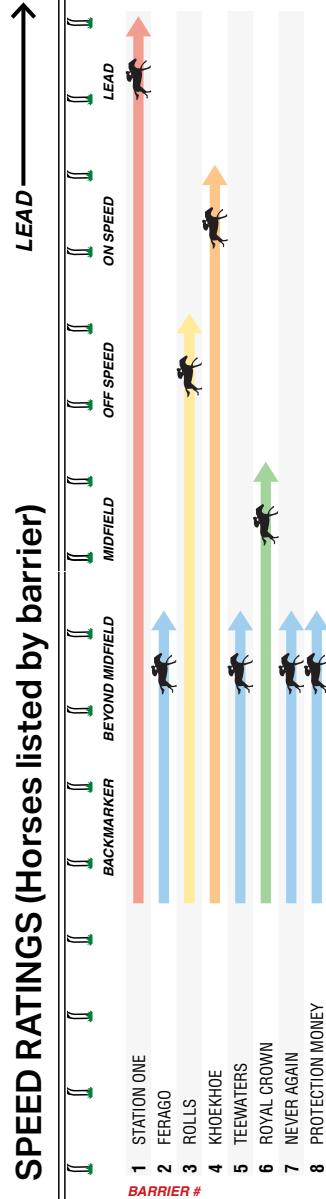 SPEED RATINGS (Horses listed by barrier)
LEAD
BACKMARKER BEYOND MIDFIELD MIDFIELD OFF SPEED ON SPEED LEAD
BARRIER #
1 STATION ONE
2 FERAGO
3 ROLLS
4 KHOEKHOE
5 TEEWATERS
6 ROYAL CROWN
7 NEVER AGAIN
8 PROTECTION MONEY